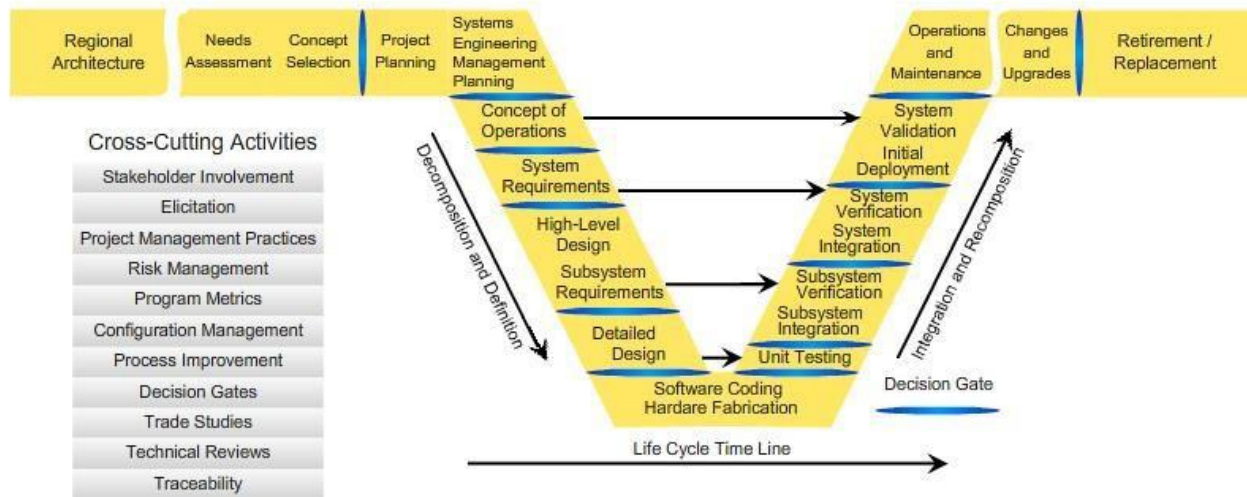 Regional
Architecture
Needs
Assessment
Concept
Selection
Project
Planning
Systems
Engineering
Management
Planning
Operations
and
Maintenance
Changes
and
Upgrades
Retirement /
Replacement
Cross-Cutting Activities
Stakeholder Involvement
Elicitation
Project Management Practices
Risk Management
Program Metrics
Configuration Management
Process Improvement
Decision Gates
Trade Studies
Technical Reviews
Traceability
Decomposition and Definition
Concept of
Operations
System
Requirements
High-Level
Design
Subsystem
Requirements
Detailed
Design
Software Coding
Hardare Fabrication
System
Validation
Initial
Deployment
System
Verification
System
Integration
Subsystem
Verification
Subsystem
Integration
Unit Testing
Integration and Recomposition
Decision Gate
Life Cycle Time Line